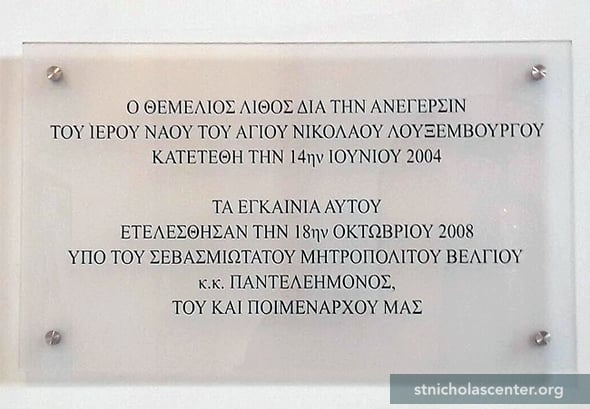 Ο ΘΕΜΕΛΙΟΣ ΛΙΘΟΣ ΔΙΑ ΤΗΝ ΑΝΕΓΕΡΣΙΝ
ΤΟΥ ΙΕΡΟΥ ΝΑΟΥ ΤΟΥ ΑΓΙΟΥ ΝΙΚΟΛΑΟΥ ΛΟΥΞΕΜΒΟΥΡΓΟΥ
ΚΑΤΕΤΕΘΗ ΤΗΝ 14ην ΙΟΥΝΙΟΥ 2004
ΤΑ ΕΓΚΑΙΝΙΑ ΑΥΤΟΥ
ΕΤΕΛΕΣΘΗΣΑΝ ΤΗΝ 18ην ΟΚΤΩΒΡΙΟΥ 2008
ΥΠΟ ΤΟΥ ΣΕΒΑΣΜΙΩΤΑΤΟΥ ΜΗΤΡΟΠΟΛΙΤΟΥ ΒΕΛΓΙΟΥ
κ.κ. ΠΑΝΤΕΛΕΗΜΟΝΟΣ,
ΤΟΥ ΚΑΙ ΠΟΙΜΕΝΑΡΧΟΥ ΜΑΣ
stnicholascenter.org